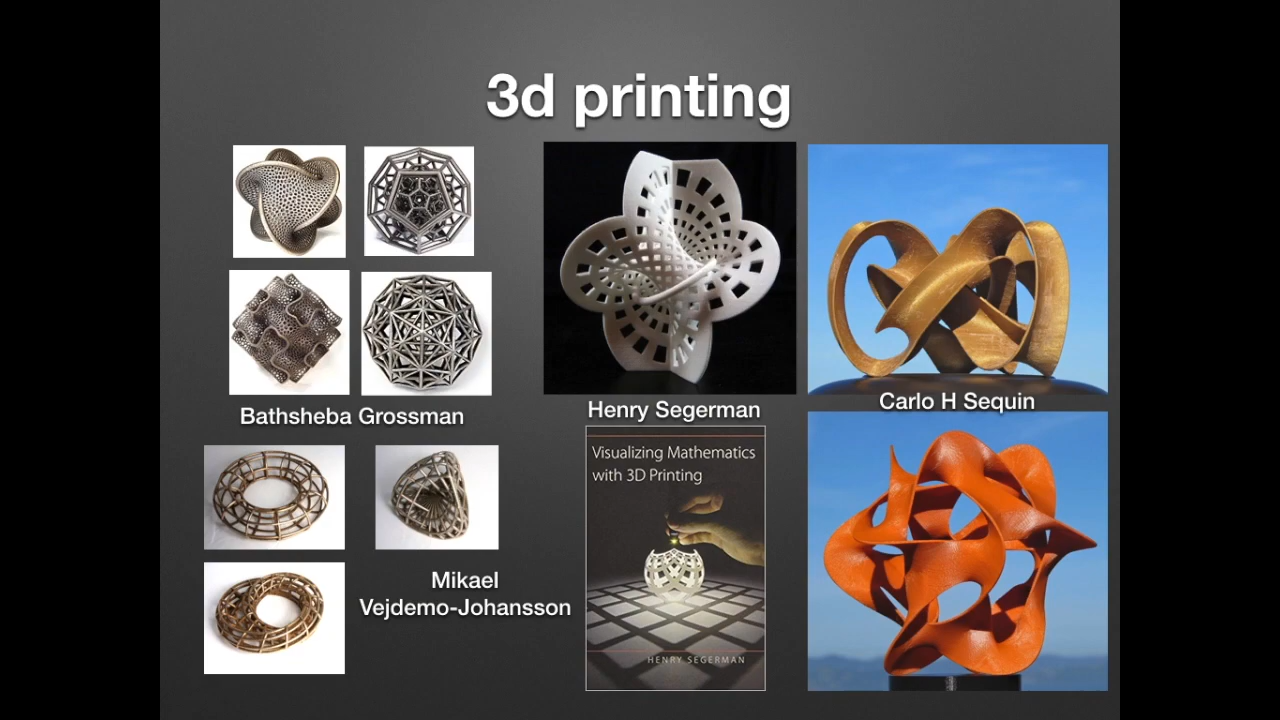 3d printing
Bathsheba Grossman
Henry Segerman
Carlo H Sequin
Visualizing Mathematics
with 3D Printing
HENRY SEGERMAN
Mikael
Vejdemo-Johansson